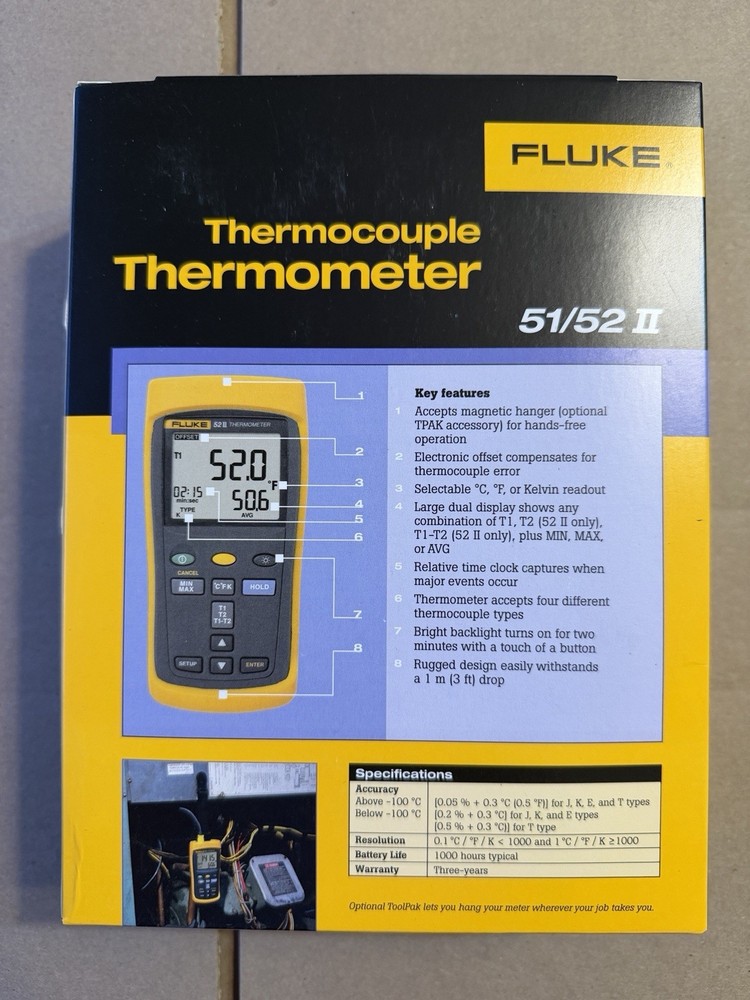 FLUKE®
Thermocouple
Thermometer
51/52 II
FLUKE 52 II THERMOMETER
OFFSET
T1
52.0
°F
02:15
min:sec
50.6
TYPE
K
AVG
CANCEL
MIN
MAX
°C°F K
HOLD
T1
T2
T1-T2
SETUP
ENTER
1
2
3
4
5
6
7
8
Key features
1 Accepts magnetic hanger (optional
TPAK accessory) for hands-free
operation
2 Electronic offset compensates for
thermocouple error
3 Selectable °C, °F, or Kelvin readout
4 Large dual display shows any
combination of T1, T2 (52 II only),
T1-T2 (52 II only), plus MIN, MAX,
or AVG
5 Relative time clock captures when
major events occur
6 Thermometer accepts four different
thermocouple types
7 Bright backlight turns on for two
minutes with a touch of a button
8 Rugged design easily withstands
a 1 m (3 ft) drop
Specifications
Accuracy
Above -100 °C [0.05 % + 0.3 °C (0.5 °F)] for J, K, E, and T types
Below -100 °C [0.2 % + 0.3 °C] for J, K, and E types
[0.5 % + 0.3 °C)] for T type
Resolution 0.1 °C / °F / K < 1000 and 1 °C / °F / K ≥ 1000
Battery Life 1000 hours typical
Warranty Three-years
Optional ToolPak lets you hang your meter wherever your job takes you.